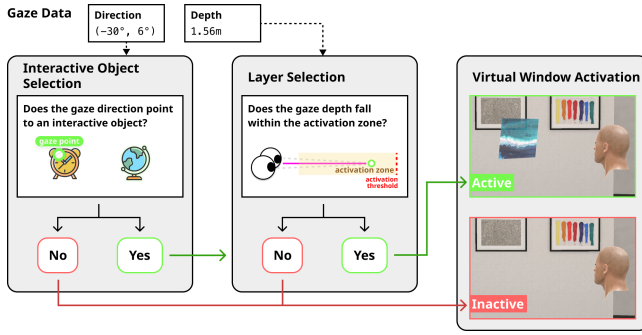 Gaze Data
Direction
(−30°, 6°)
Depth
1.56m
Interactive Object
Selection
Does the gaze direction point
to an interactive object?
gaze point
No
Yes
Layer Selection
Does the gaze depth fall
within the activation zone?
activation zone
activation
threshold
No
Yes
Virtual Window Activation
Active
Inactive